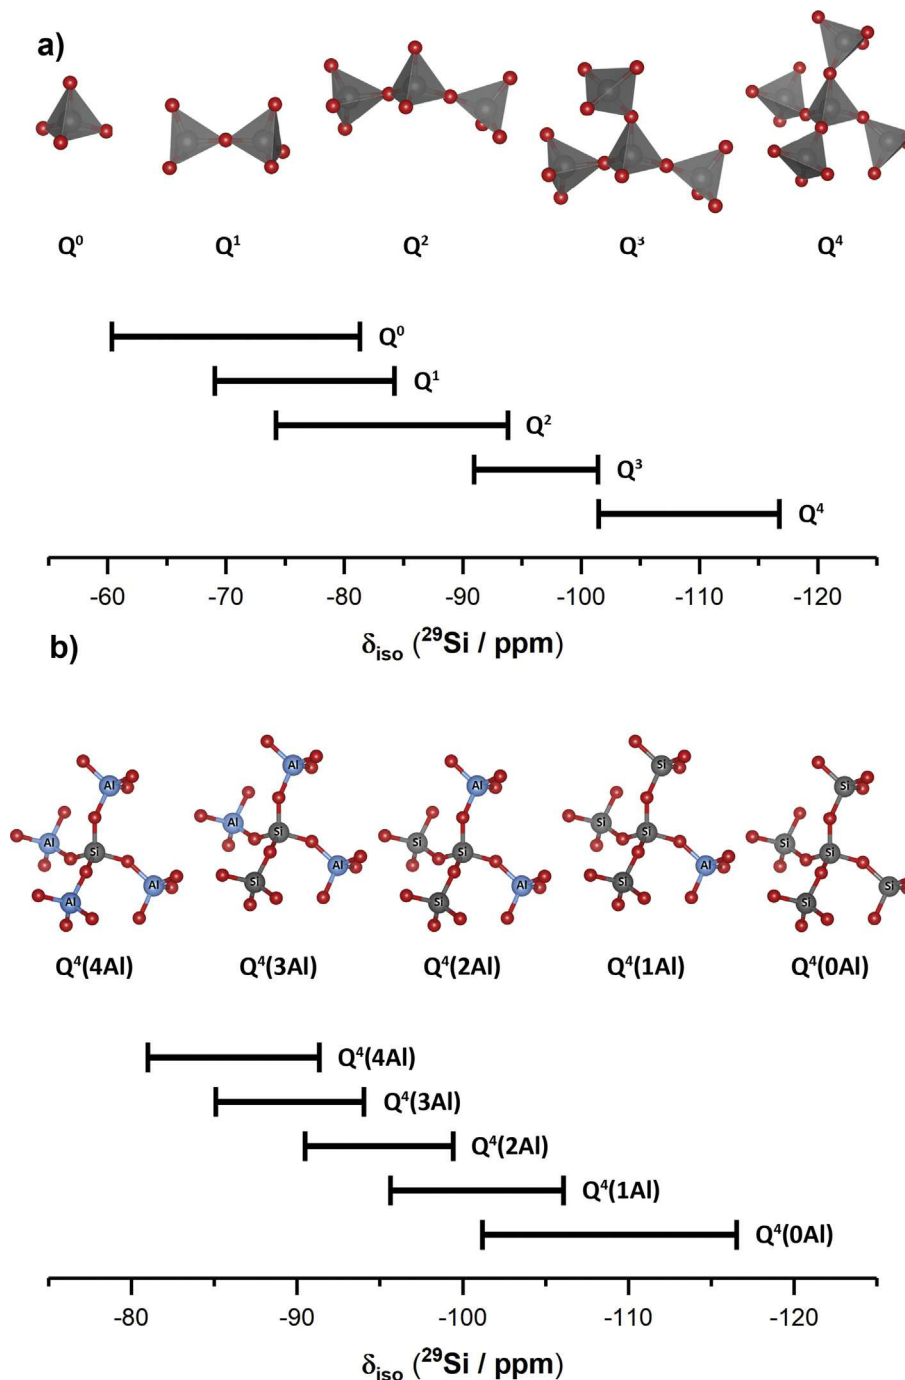 a)
Q⁰ Q¹ Q² Q³ Q⁴
Q⁰
Q¹
Q²
Q³
Q⁴
-60 -70 -80 -90 -100 -110 -120
δiso (²⁹Si / ppm)
b)
Al Al Al Si Si
Al Si Al Si Si Si Si Si Si Si
Al Al Al Al Si
Al Si Si Si Si
Q⁴(4Al) Q⁴(3Al) Q⁴(2Al) Q⁴(1Al) Q⁴(0Al)
Q⁴(4Al)
Q⁴(3Al)
Q⁴(2Al)
Q⁴(1Al)
Q⁴(0Al)
-80 -90 -100 -110 -120
δiso (²⁹Si / ppm)